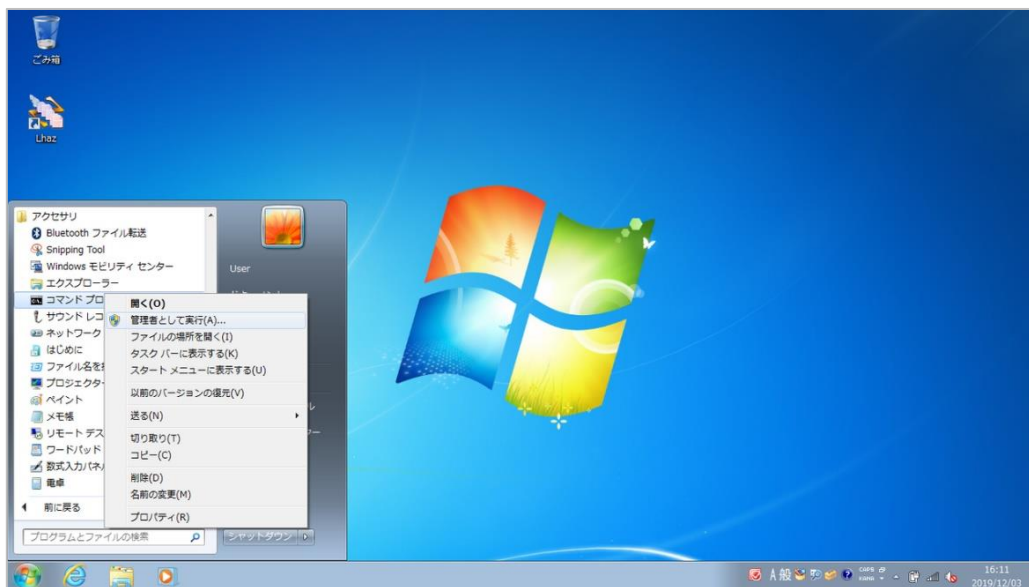 ごみ箱
Lhaz
アクセサリ
Bluetooth ファイル転送
Snipping Tool
Windows モビリティ センター
エクスプローラー
コマンド プロ
サウンド レコ
ネットワーク
はじめに
ファイル名を
プロジェクター
ペイント
メモ帳
リモート デス
ワードパッド
数式入力パネ
電卓
前に戻る
プログラムとファイルの検索
User
シャットダウン
開く(O)
管理者として実行(A)...
ファイルの場所を開く(I)
タスク バーに表示する(K)
スタート メニューに表示する(U)
以前のバージョンの復元(V)
送る(N)
切り取り(T)
コピー(C)
削除(D)
名前の変更(M)
プロパティ(R)
A 般
CAPS
KANA
16:11
2019/12/03